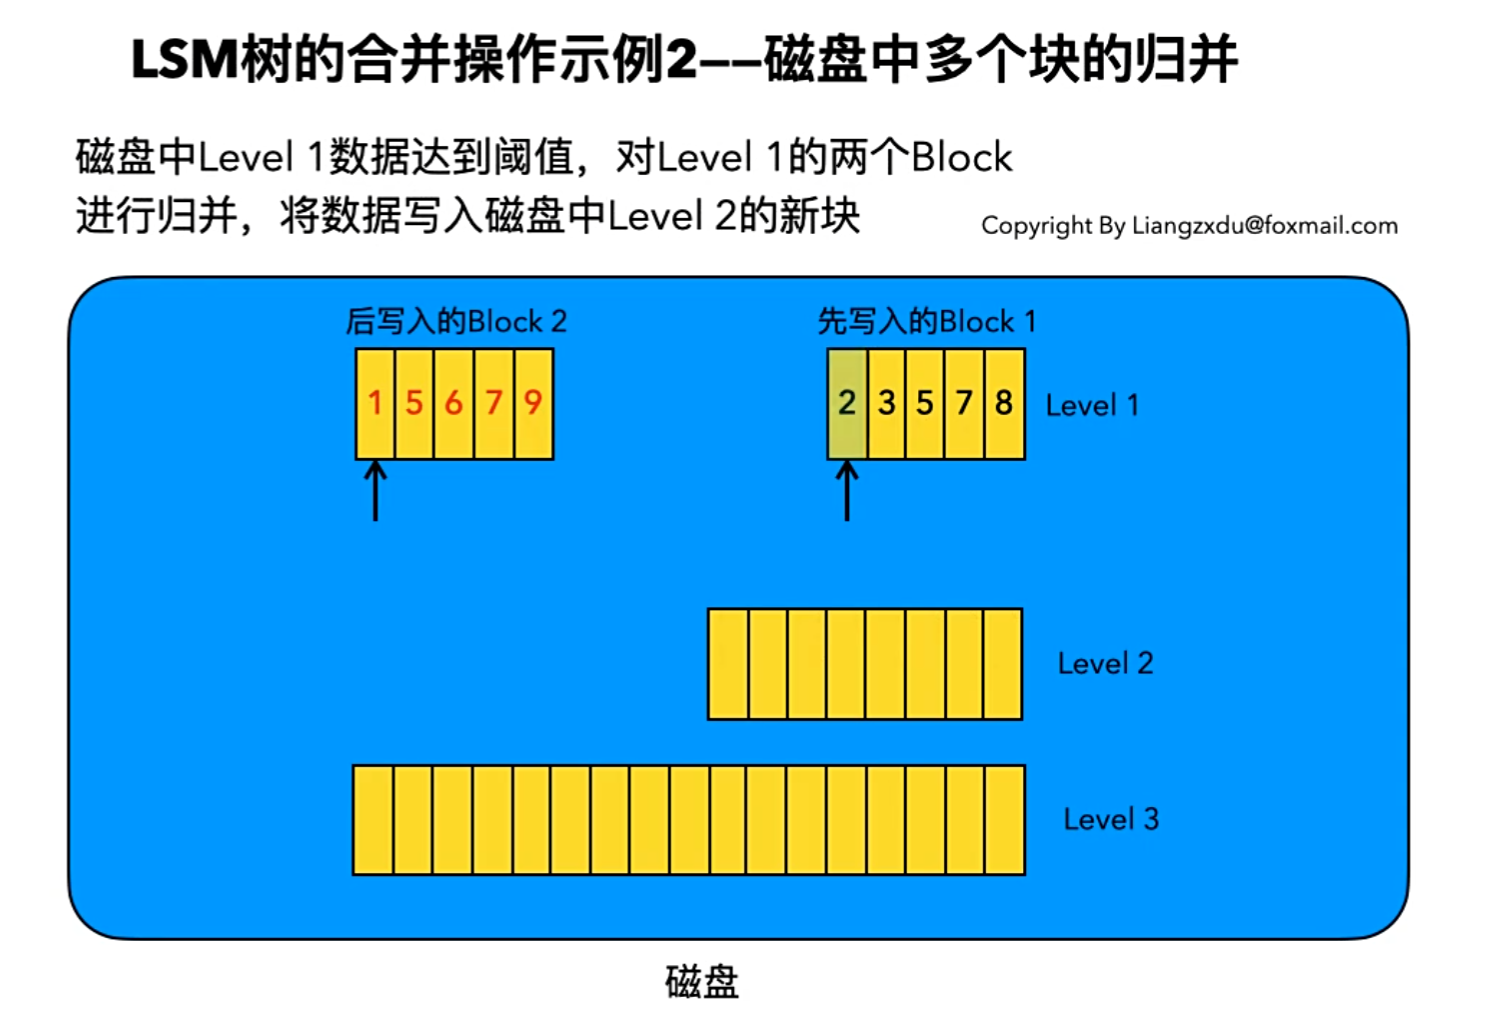 LSM树的合并操作示例2——磁盘中多个块的归并
磁盘中Level 1数据达到阈值，对Level 1的两个Block
进行归并，将数据写入磁盘中Level 2的新块
Copyright By Liangzxdu@foxmail.com
后写入的Block 2
先写入的Block 1
1 5 6 7 9
2 3 5 7 8
Level 1
Level 2
Level 3
磁盘